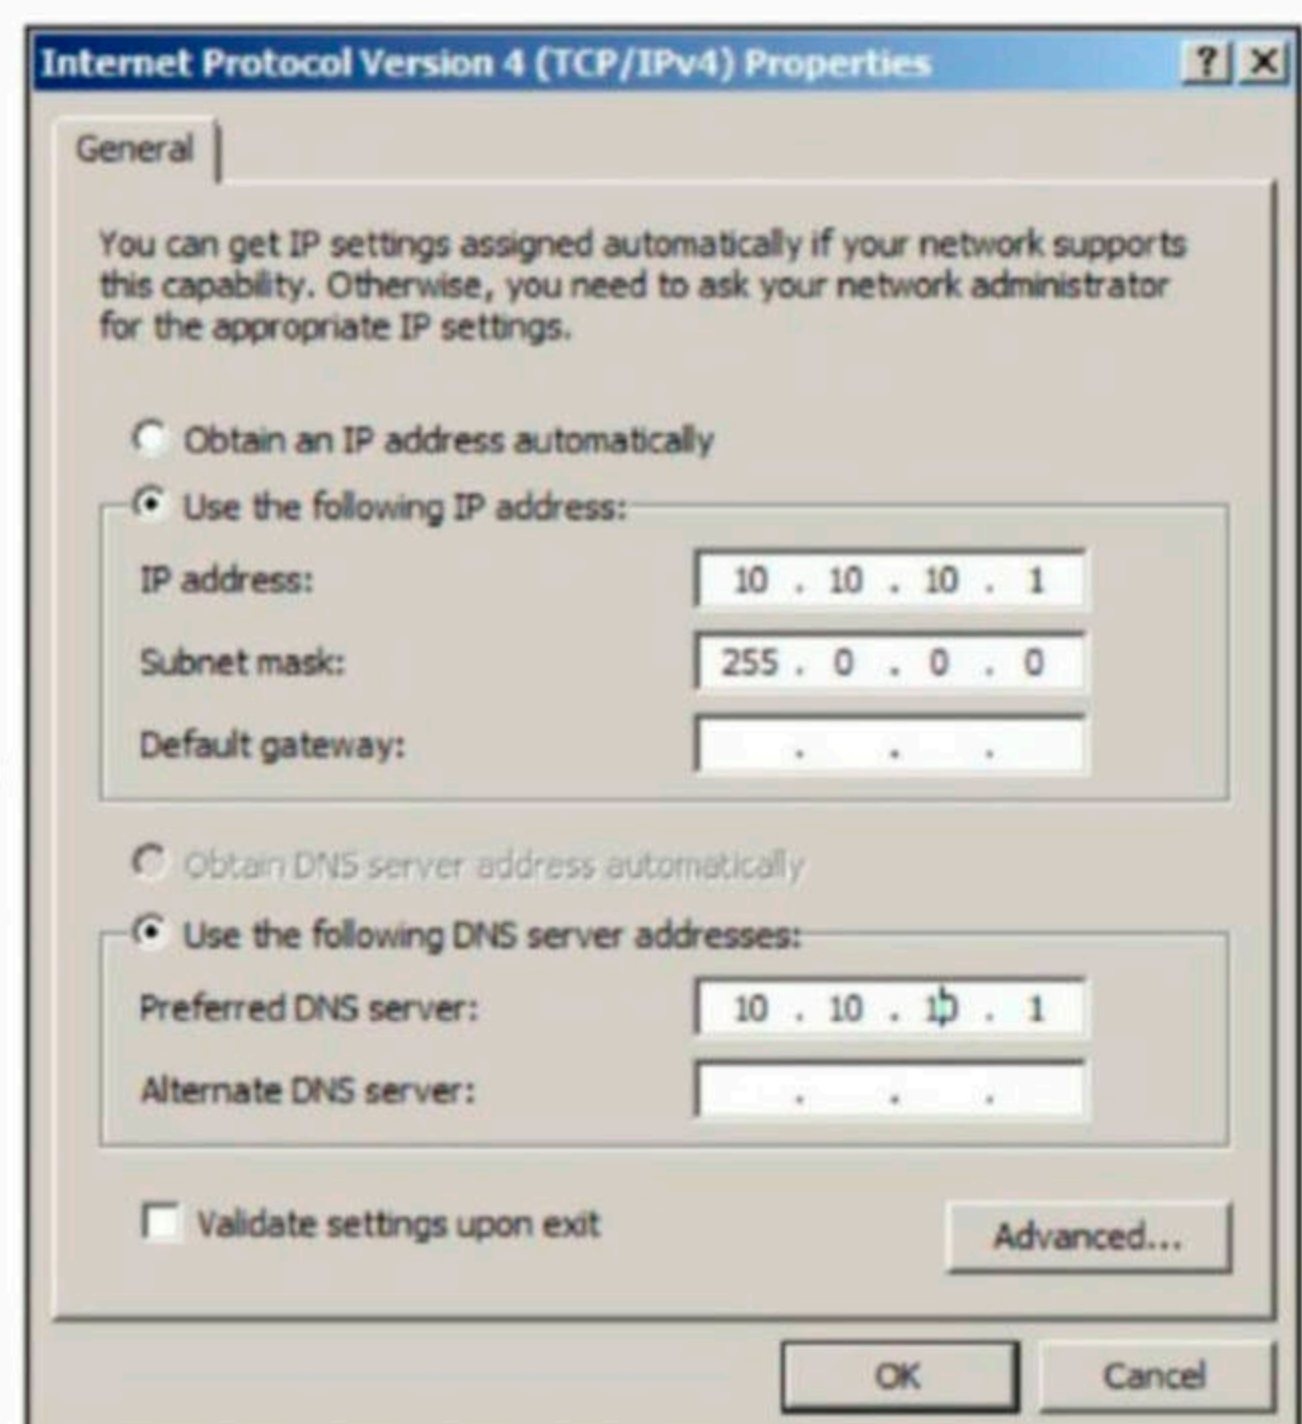 Internet Protocol Version 4 (TCP/IPv4) Properties
General
You can get IP settings assigned automatically if your network supports
this capability. Otherwise, you need to ask your network administrator
for the appropriate IP settings.
Obtain an IP address automatically
Use the following IP address:
IP address: 10 . 10 . 10 . 1
Subnet mask: 255 . 0 . 0 . 0
Default gateway: . . .
Obtain DNS server address automatically
Use the following DNS server addresses:
Preferred DNS server: 10 . 10 . 10 . 1
Alternate DNS server: . . .
Validate settings upon exit
Advanced...
OK Cancel